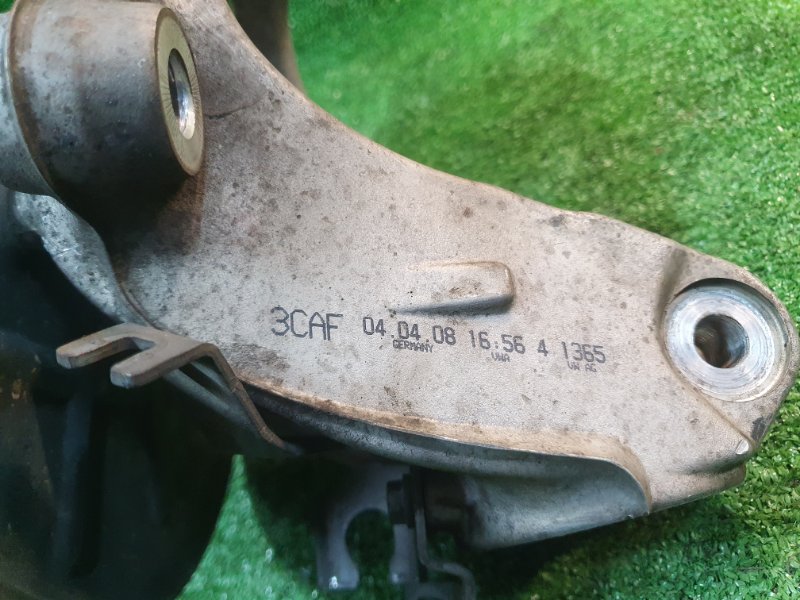 3CAF 04.04.08 16:56 4 1365
GERMANY VWA VW AG